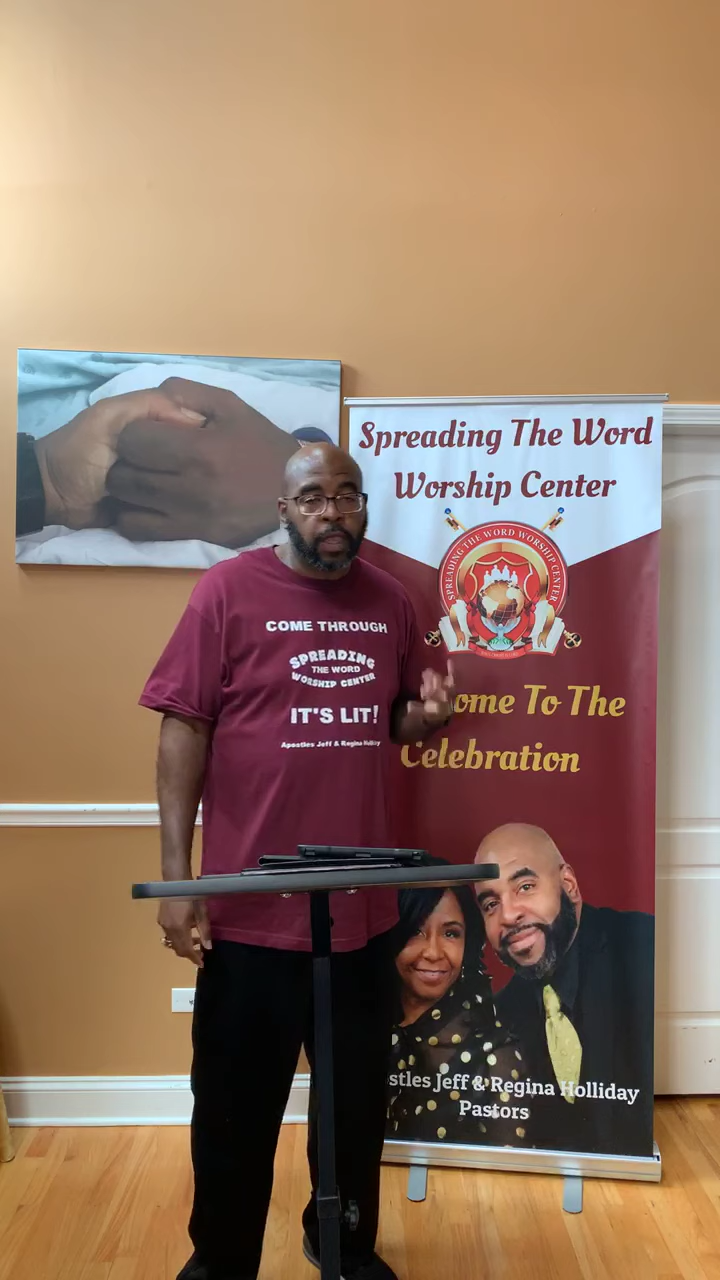 Spreading The Word
Worship Center
SPREADING THE WORD WORSHIP CENTER
ome To The
Celebration
COME THROUGH
SPREADING
THE WORD
WORSHIP CENTER
IT'S LIT!
Apostles Jeff & Regina Holliday
stles Jeff & Regina Holliday
Pastors